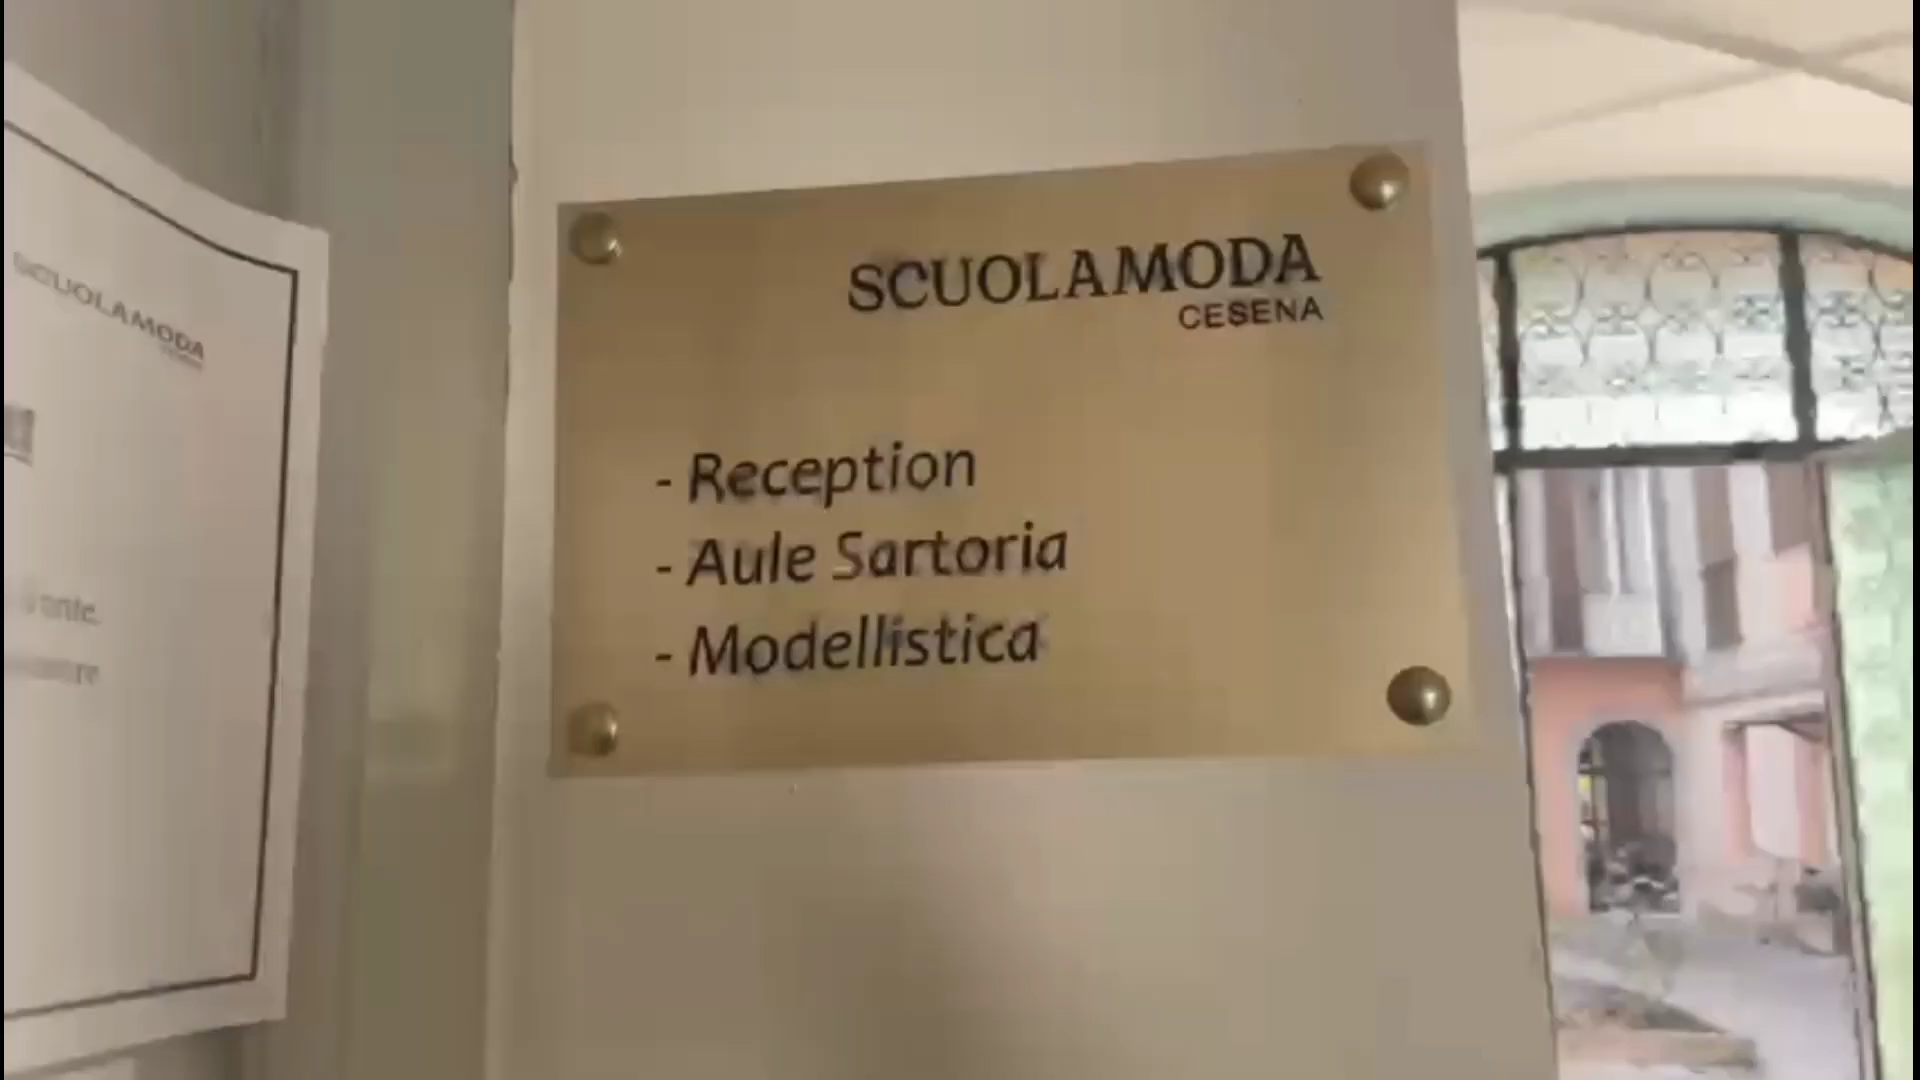 SCUOLAMODA
CESENA
- Reception
- Aule Sartoria
- Modellistica
SCUOLAMODA